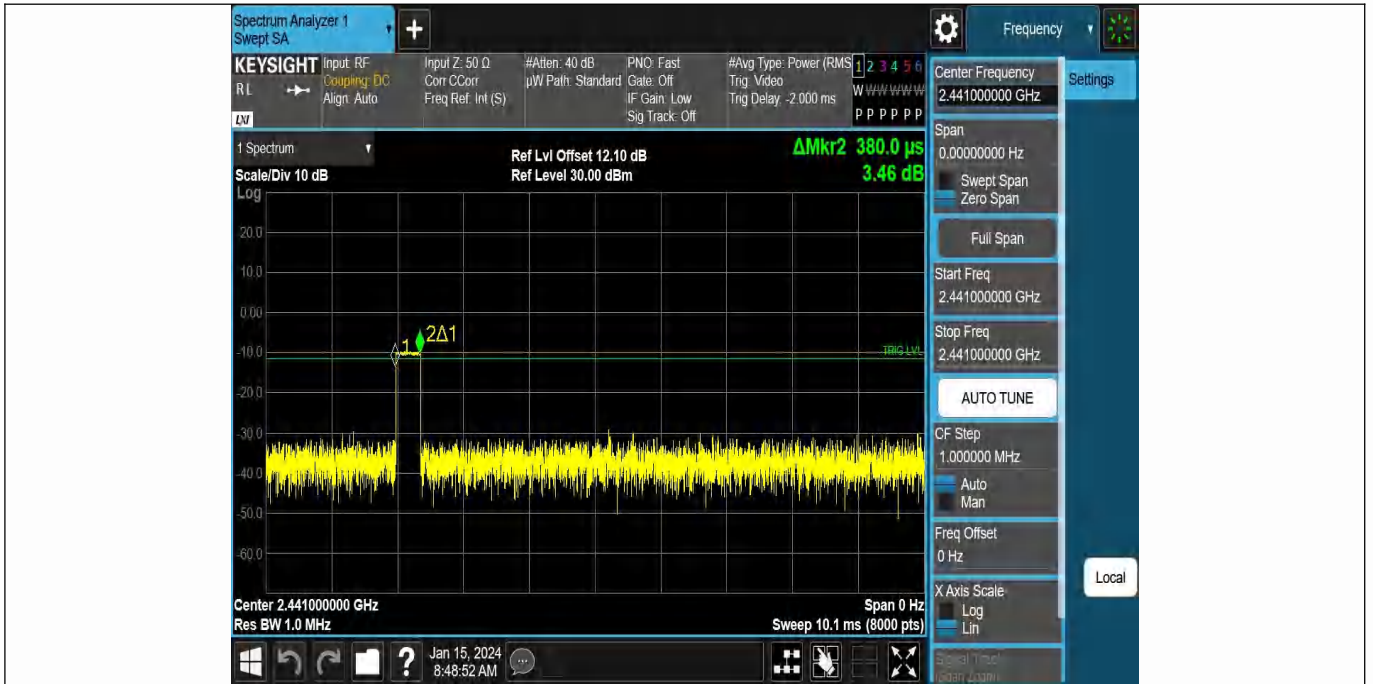 Spectrum Analyzer 1
Swept SA
+
Frequency
KEYSIGHT
R L
LXI
Input: RF
Coupling: DC
Align: Auto
Input Z: 50 Ω
Corr CCorr
Freq Ref: Int (S)
#Atten: 40 dB
µW Path: Standard
PNO: Fast
Gate: Off
IF Gain: Low
Sig Track: Off
#Avg Type: Power (RMS
Trig: Video
Trig Delay: -2.000 ms
1 2 3 4 5 6
W W W W W W
P P P P P P
Center Frequency
2.441000000 GHz
Settings
1 Spectrum
Scale/Div 10 dB
Log
Ref Lvl Offset 12.10 dB
Ref Level 30.00 dBm
ΔMkr2 380.0 µs
3.46 dB
Span
0.00000000 Hz
Swept Span
Zero Span
Full Span
Start Freq
2.441000000 GHz
Stop Freq
2.441000000 GHz
AUTO TUNE
CF Step
1.000000 MHz
Auto
Man
Freq Offset
0 Hz
X Axis Scale
Log
Lin
Local
20.0
10.0
0.00
-10.0
-20.0
-30.0
-40.0
-50.0
-60.0
1
2Δ1
TRIG LVL
Center 2.441000000 GHz
Res BW 1.0 MHz
Span 0 Hz
Sweep 10.1 ms (8000 pts)
?
Jan 15, 2024
8:48:52 AM